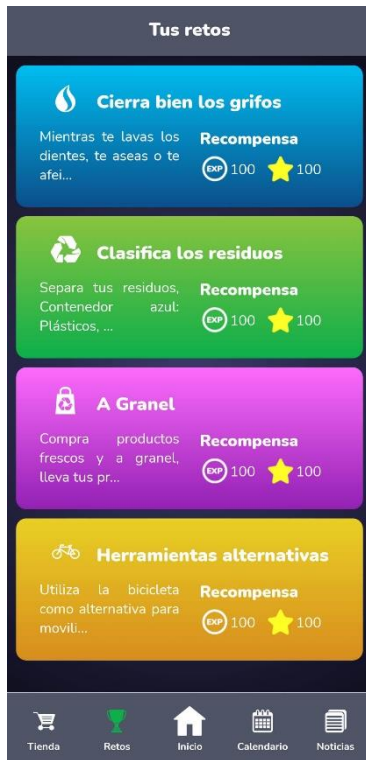 Tus retos
Cierra bien los grifos
Mientras te lavas los
dientes, te aseas o te
afei...
Recompensa
EXP 100 100
Clasifica los residuos
Separa tus residuos,
Contenedor azul:
Plásticos, ...
Recompensa
EXP 100 100
A Granel
Compra productos
frescos y a granel,
lleva tus pr...
Recompensa
EXP 100 100
Herramientas alternativas
Utiliza la bicicleta
como alternativa para
movili...
Recompensa
EXP 100 100
Tienda Retos Inicio Calendario Noticias